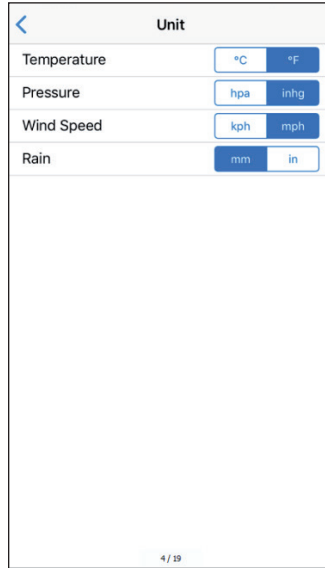 Unit
Temperature °C °F
Pressure hpa inhg
Wind Speed kph mph
Rain mm in
4 / 19